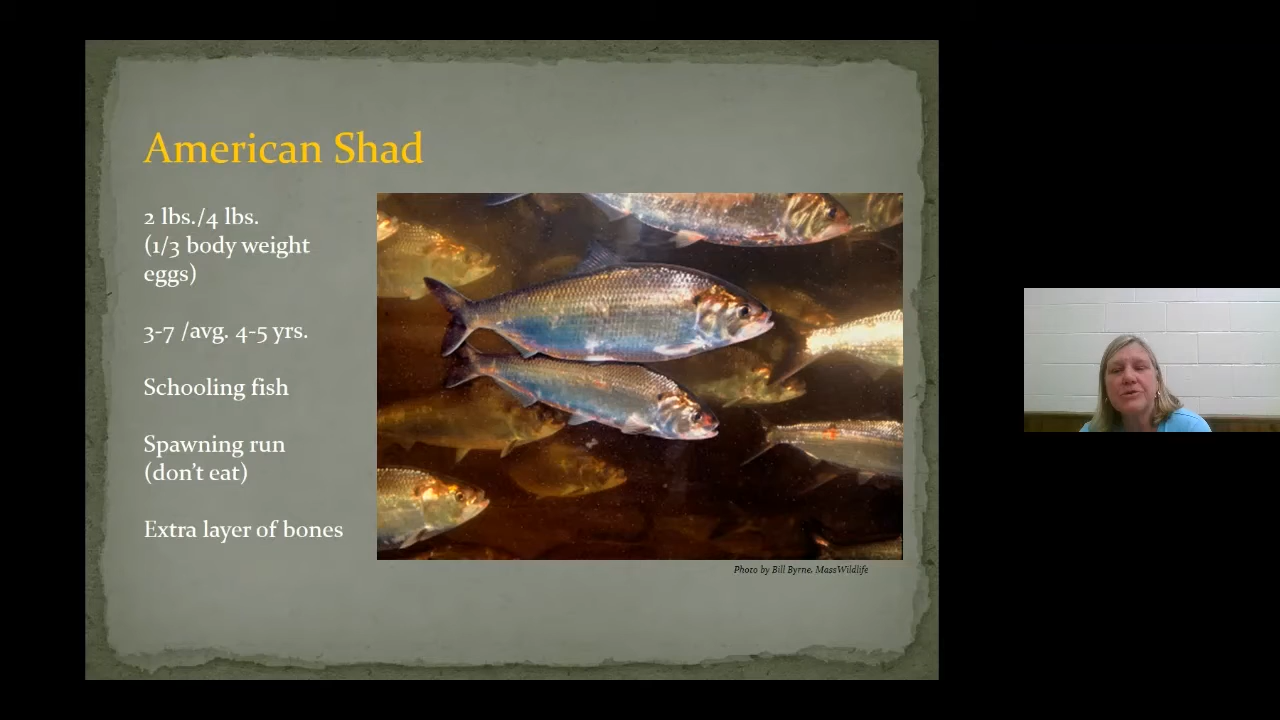 American Shad
2 lbs./4 lbs.
(1/3 body weight
eggs)
3-7 /avg. 4-5 yrs.
Schooling fish
Spawning run
(don’t eat)
Extra layer of bones
Photo by Bill Byrne, MassWildlife